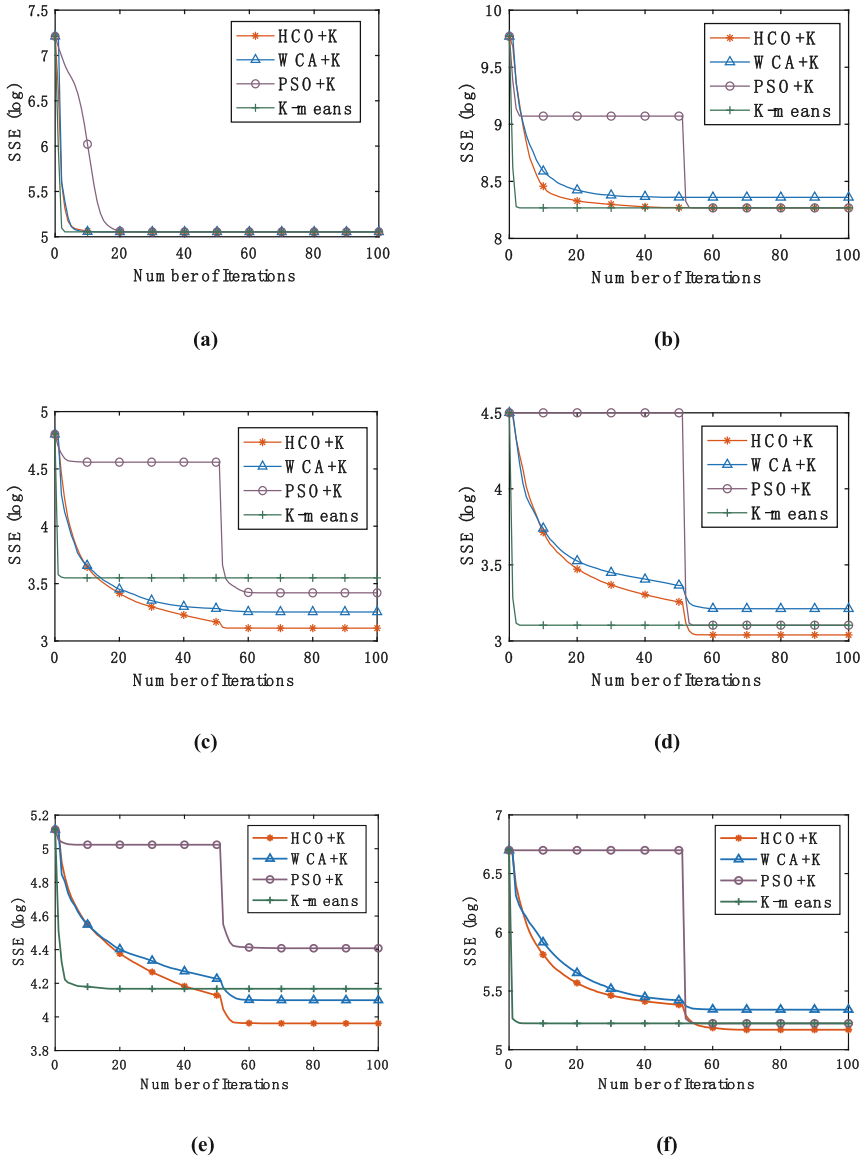 7.5
7
6.5
6
5.5
5
SSE (log)
HCO+K
WCA+K
PSO+K
K-means
0 20 40 60 80 100
Number of Iterations
(a)
10
9.5
9
8.5
8
SSE (log)
HCO+K
WCA+K
PSO+K
K-means
0 20 40 60 80 100
Number of Iterations
(b)
5
4.5
4
3.5
3
SSE (log)
HCO+K
WCA+K
PSO+K
K-means
0 20 40 60 80 100
Number of Iterations
(c)
4.5
4
3.5
3
SSE (log)
HCO+K
WCA+K
PSO+K
K-means
0 20 40 60 80 100
Number of Iterations
(d)
5.2
5
4.8
4.6
4.4
4.2
4
3.8
SSE (log)
HCO+K
WCA+K
PSO+K
K-means
0 20 40 60 80 100
Number of Iterations
(e)
7
6.5
6
5.5
5
SSE (log)
HCO+K
WCA+K
PSO+K
K-means
0 20 40 60 80 100
Number of Iterations
(f)